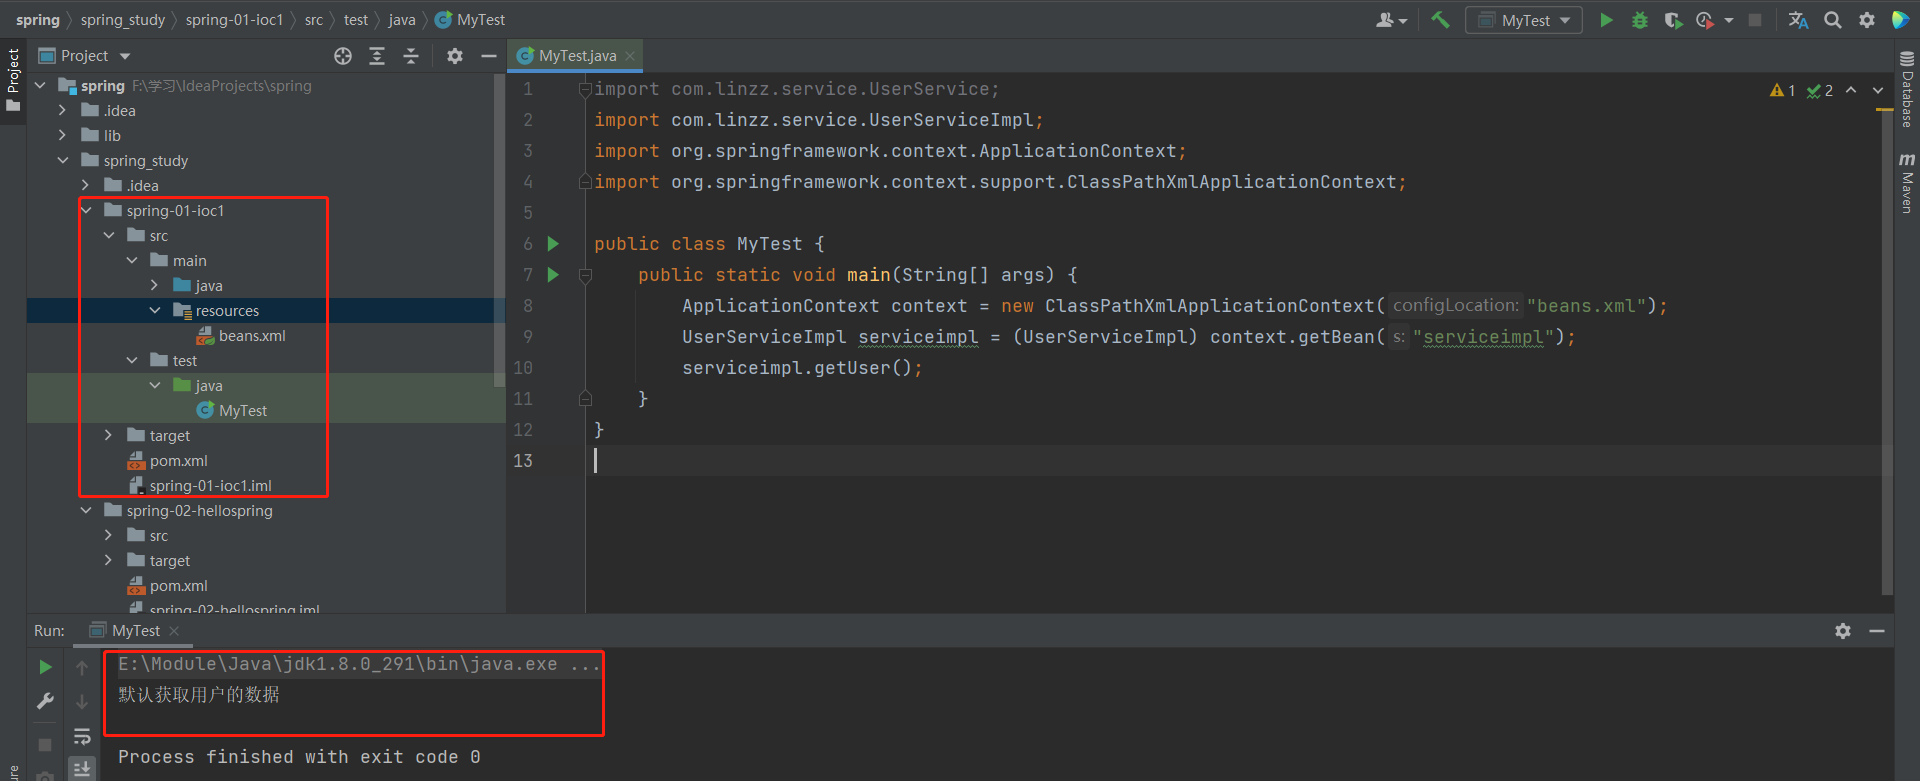 spring spring_study spring-01-ioc1 src test java MyTest
MyTest
Project
Project
MyTest.java
spring F:\学习\IdeaProjects\spring
.idea
lib
spring_study
.idea
spring-01-ioc1
src
main
java
resources
beans.xml
test
java
MyTest
target
pom.xml
spring-01-ioc1.iml
spring-02-hellospring
src
target
pom.xml
spring-02-hellospring.iml
1 import com.linzz.service.UserService;
2 import com.linzz.service.UserServiceImpl;
3 import org.springframework.context.ApplicationContext;
4 import org.springframework.context.support.ClassPathXmlApplicationContext;
5
6 public class MyTest {
7 public static void main(String[] args) {
8 ApplicationContext context = new ClassPathXmlApplicationContext( configLocation: "beans.xml");
9 UserServiceImpl serviceimpl = (UserServiceImpl) context.getBean( s: "serviceimpl");
10 serviceimpl.getUser();
11 }
12 }
13
1 2
Database
m Maven
Run: MyTest
E:\Module\Java\jdk1.8.0_291\bin\java.exe ...
默认获取用户的数据
Process finished with exit code 0